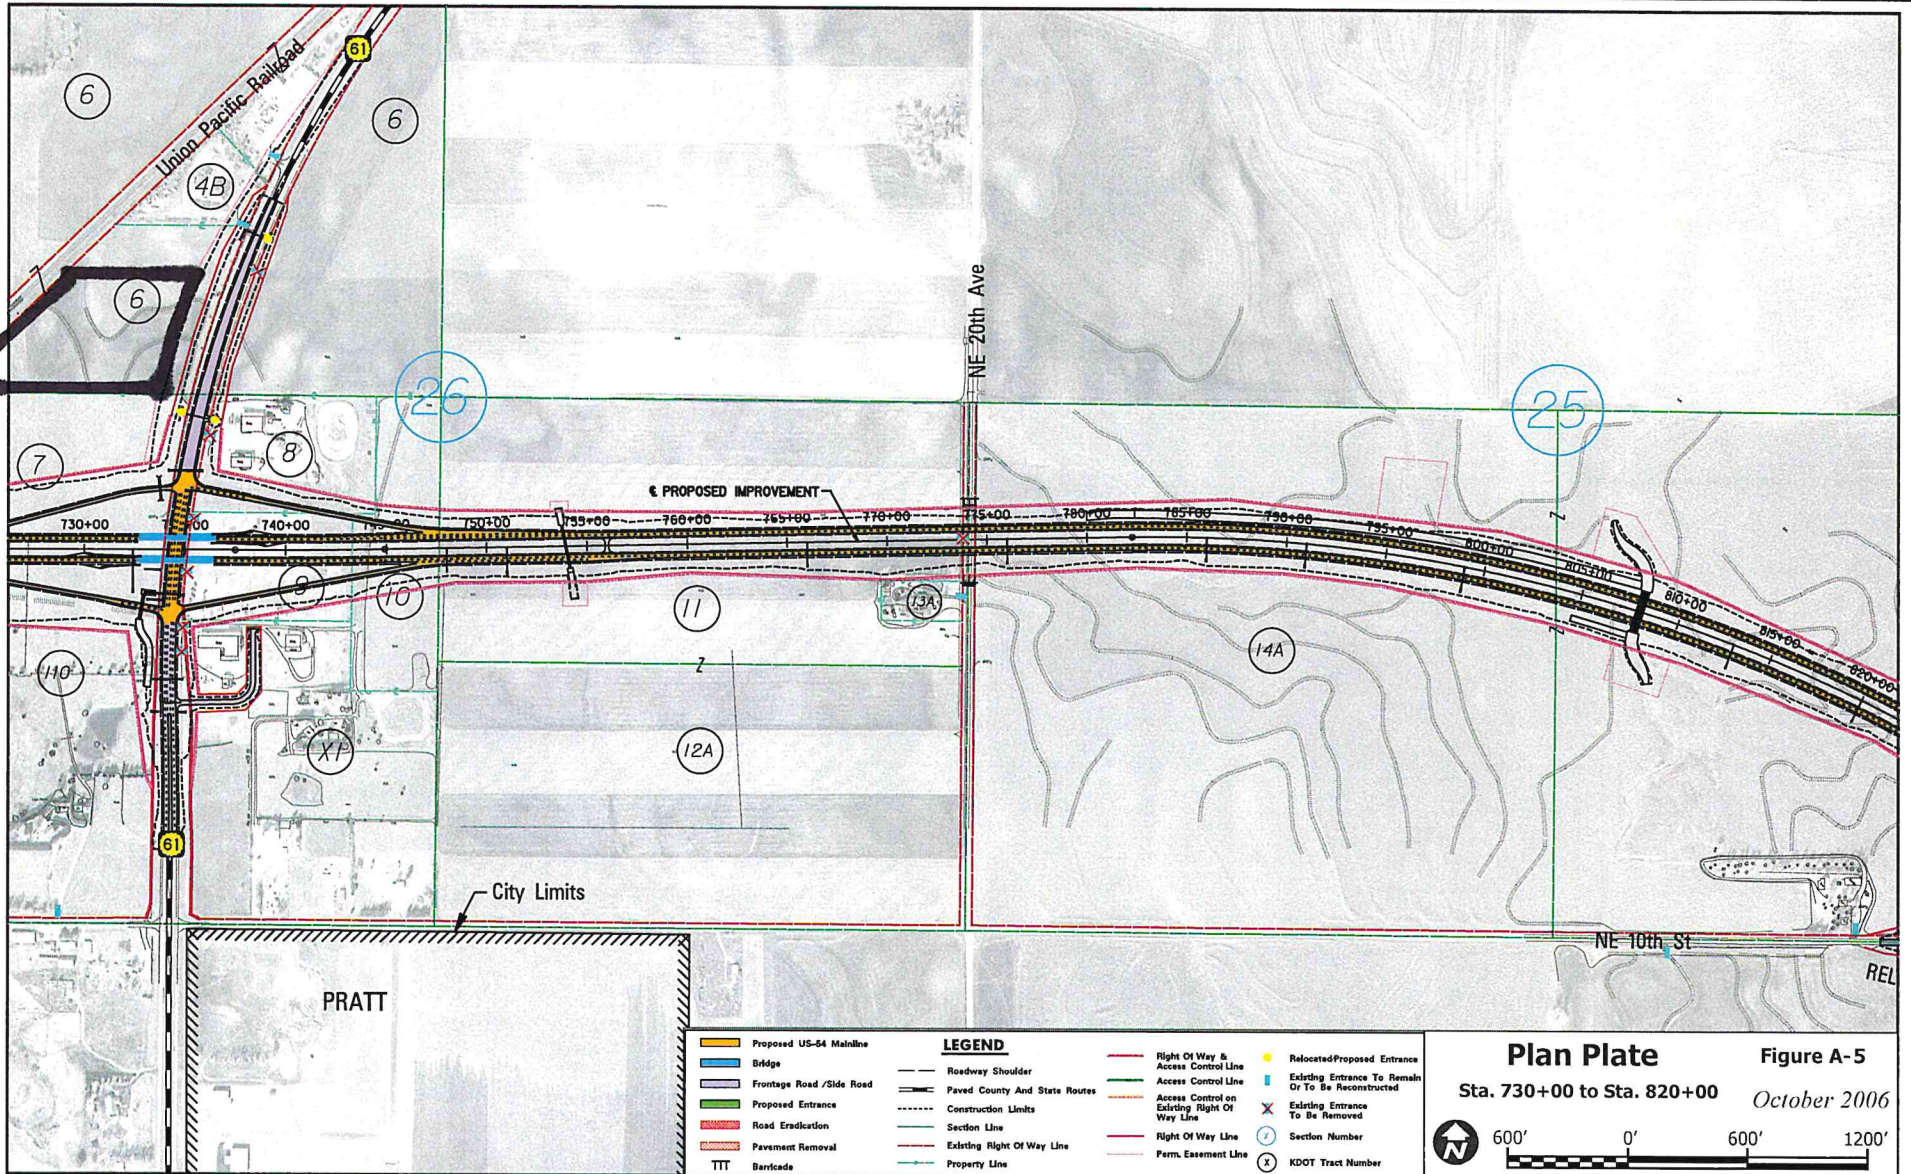 61
6
6
Union Pacific Railroad
4B
6
NE 20th Ave
26
25
7
8
℄ PROPOSED IMPROVEMENT
730+00
740+00
750+00
755+00
760+00
765+00
770+00
775+00
780+00
785+00
790+00
795+00
800+00
805+00
810+00
815+00
820+00
9
10
11
13A
14A
Z
Z
Z
110
X1
12A
61
City Limits
PRATT
NE 10th St
REL
LEGEND
Proposed US-54 Mainline
Bridge
Frontage Road /Side Road
Proposed Entrance
Road Eradication
Pavement Removal
Barricade
Roadway Shoulder
Paved County And State Routes
Construction Limits
Section Line
Existing Right Of Way Line
Property Line
Right Of Way &
Access Control Line
Access Control Line
Access Control on
Existing Right Of
Way Line
Right Of Way Line
Perm. Easement Line
Relocated/Proposed Entrance
Existing Entrance To Remain
Or To Be Reconstructed
Existing Entrance
To Be Removed
Section Number
X KDOT Tract Number
Plan Plate
Figure A-5
Sta. 730+00 to Sta. 820+00
October 2006
N
600' 0' 600' 1200'